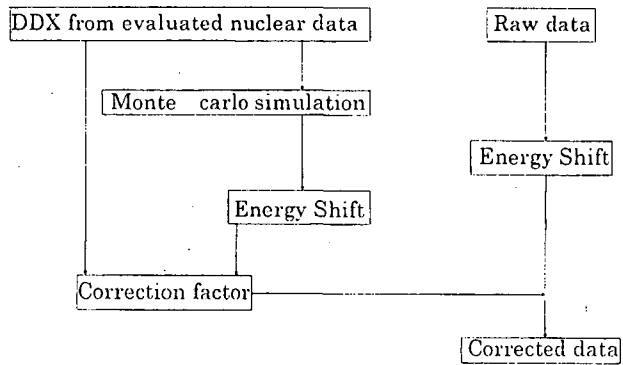 DDX from evaluated nuclear data
Raw data
Monte carlo simulation
Energy Shift
Energy Shift
Correction factor
Corrected data